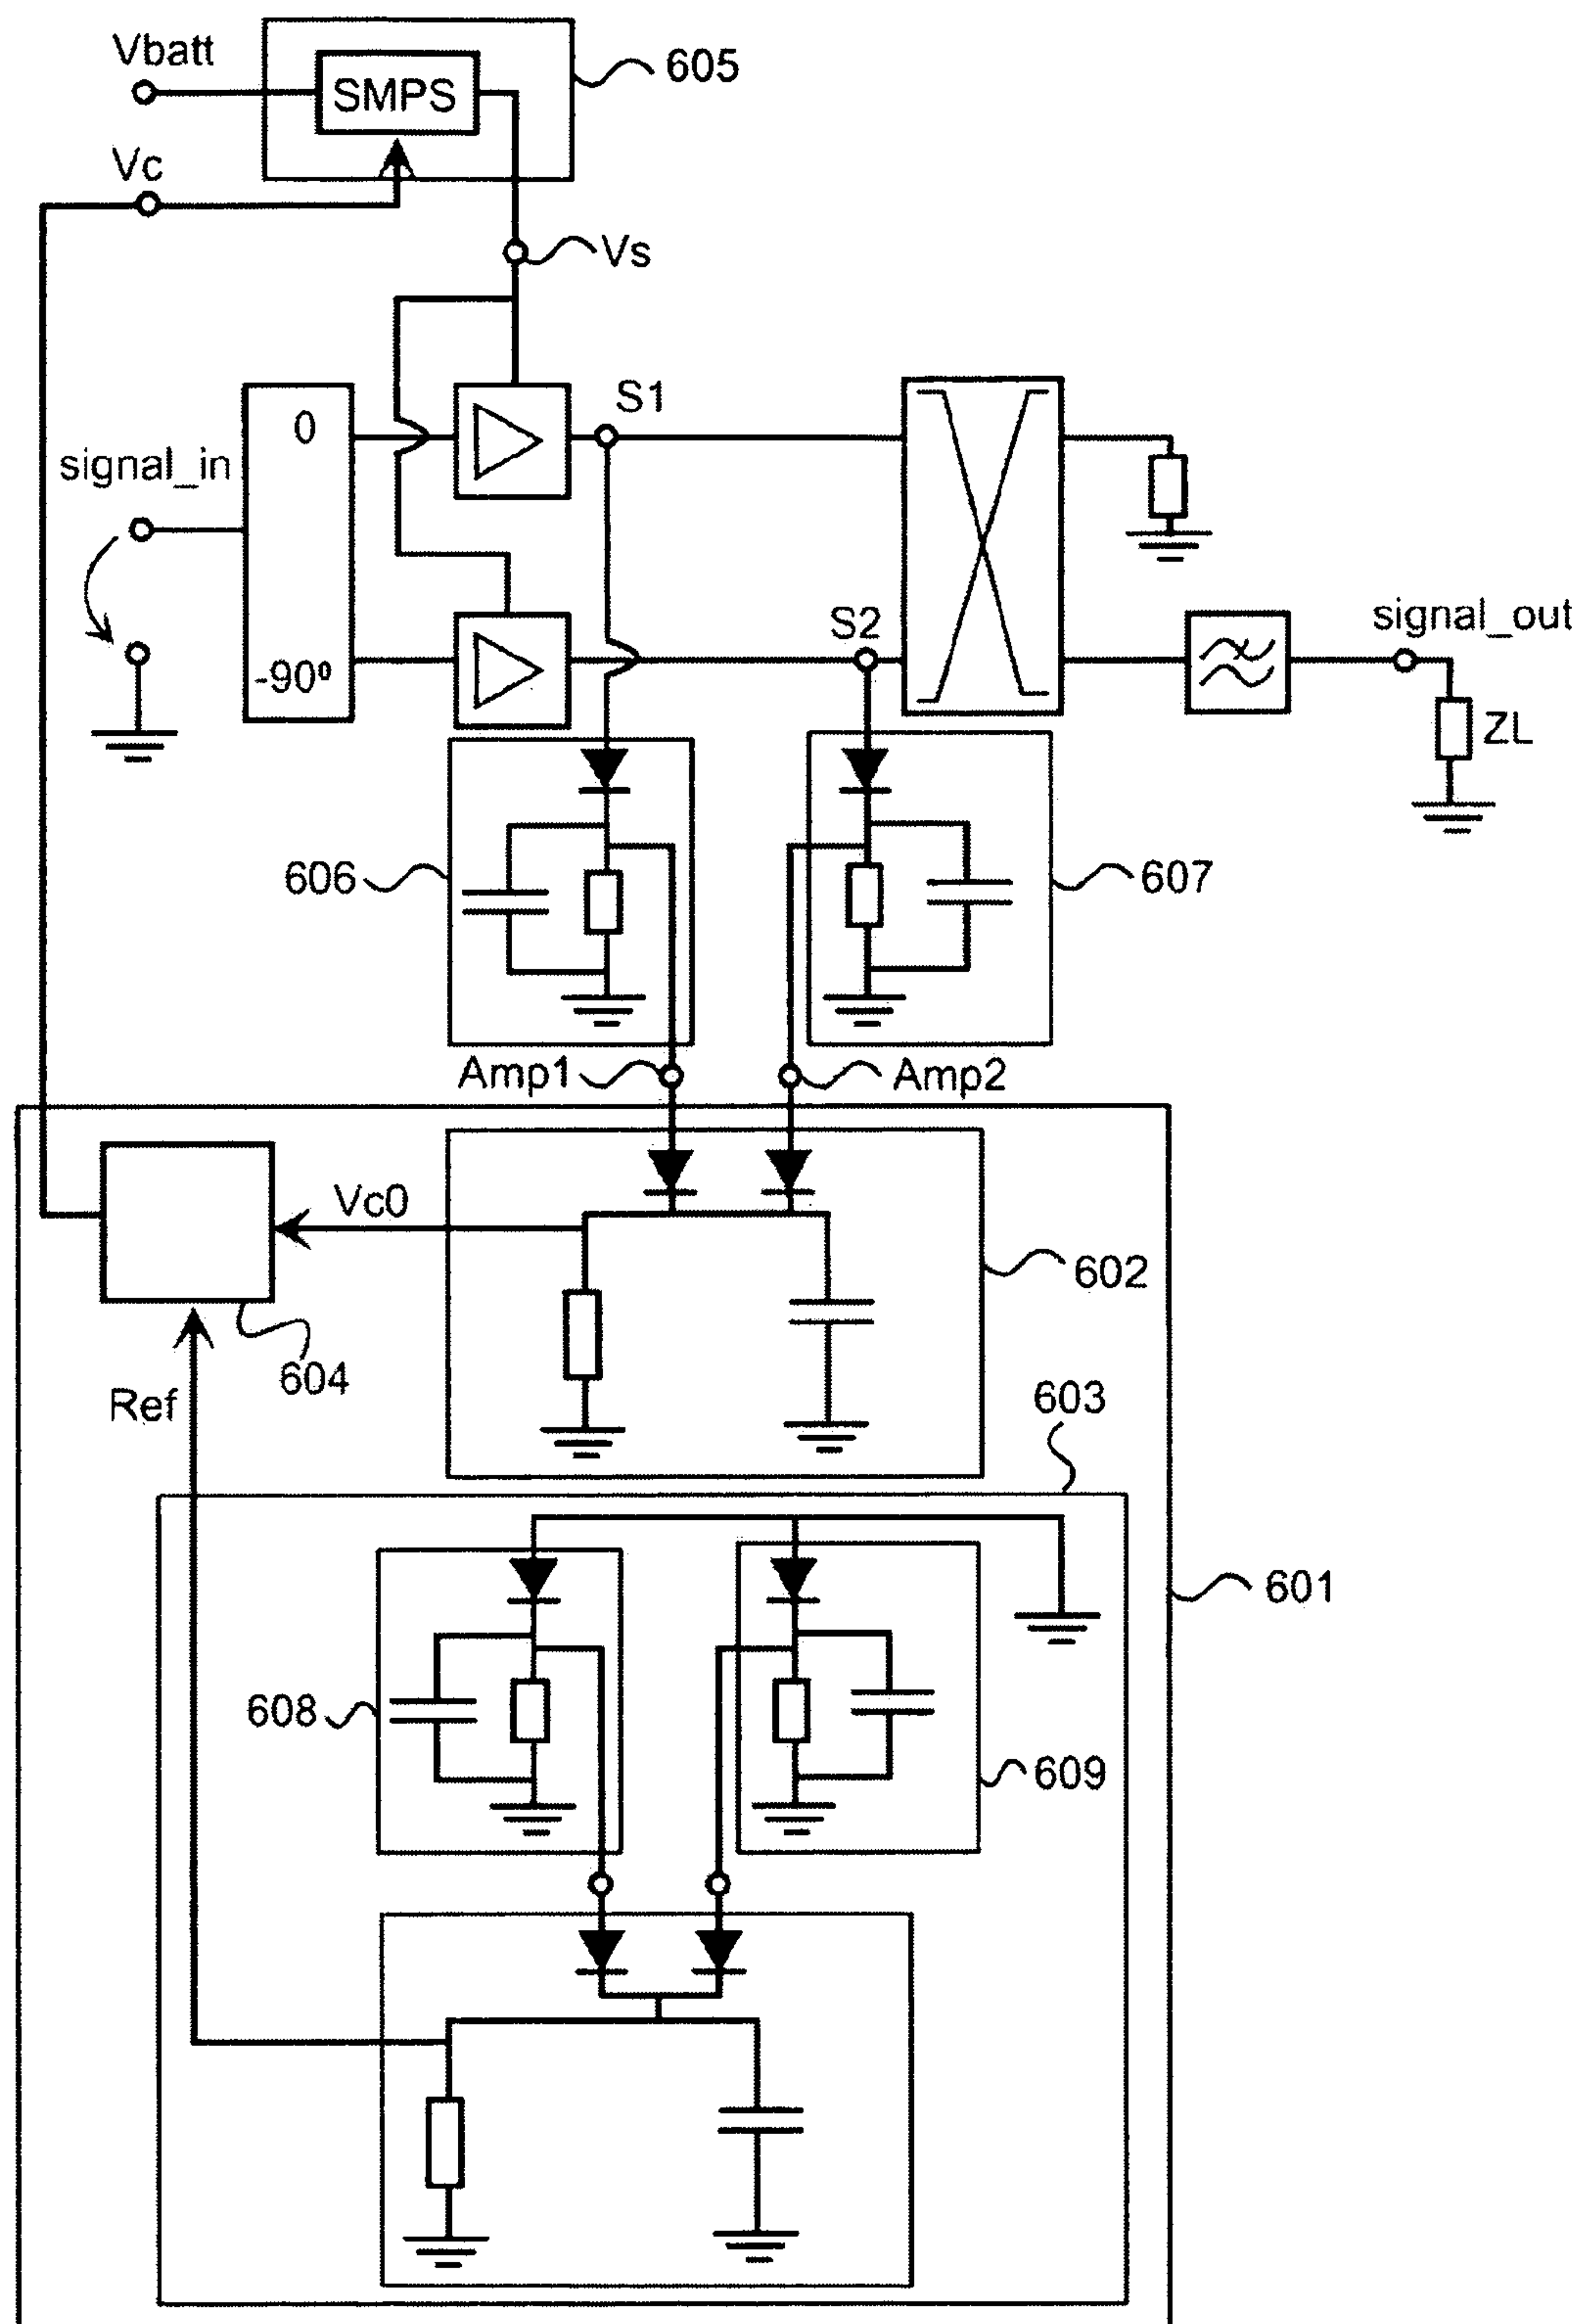 Vbatt
SMPS
605
Vc
Vs
0
S1
signal_in
-90º
S2
signal_out
ZL
606
607
Amp1
Amp2
Vc0
602
604
Ref
603
601
608
609